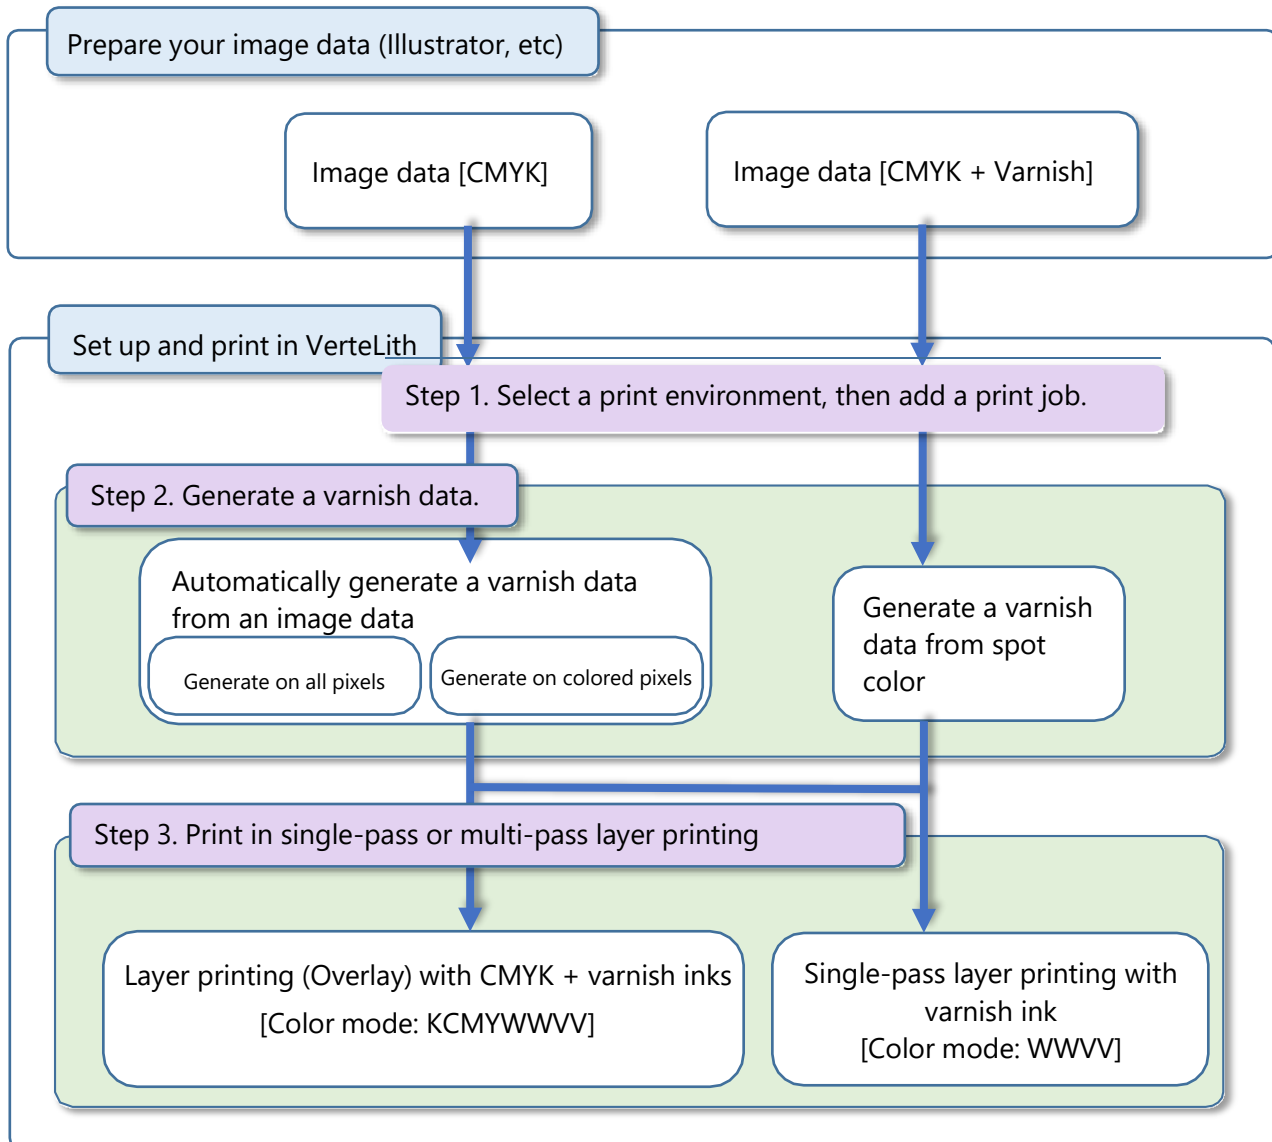 Prepare your image data (Illustrator, etc)
Image data [CMYK]
Image data [CMYK + Varnish]
Set up and print in VerteLith
Step 1. Select a print environment, then add a print job.
Step 2. Generate a varnish data.
Automatically generate a varnish data
from an image data
Generate on all pixels
Generate on colored pixels
Generate a varnish
data from spot
color
Step 3. Print in single-pass or multi-pass layer printing
Layer printing (Overlay) with CMYK + varnish inks
[Color mode: KCMYWWVV]
Single-pass layer printing with
varnish ink
[Color mode: WWVV]